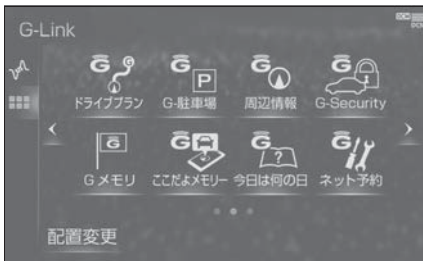 G-Link
ドライブプラン G-駐車場 周辺情報 G-Security
Gメモリ ここだよメモリー 今日は何の日 ネット予約
配置変更